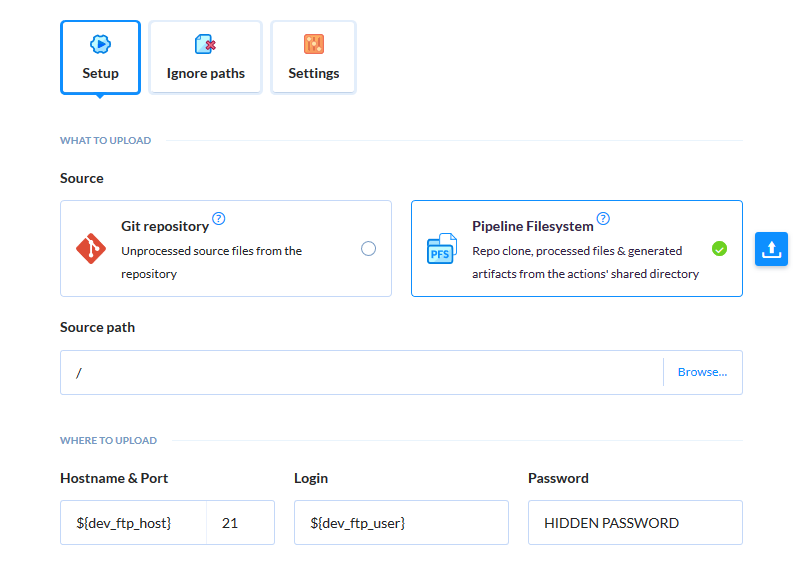 Setup
Ignore paths
Settings
WHAT TO UPLOAD
Source
Git repository ?
Unprocessed source files from the
repository
Pipeline Filesystem ?
PFS
Repo clone, processed files & generated
artifacts from the actions' shared directory
Source path
/
Browse...
WHERE TO UPLOAD
Hostname & Port
Login
Password
${dev_ftp_host}
21
${dev_ftp_user}
HIDDEN PASSWORD